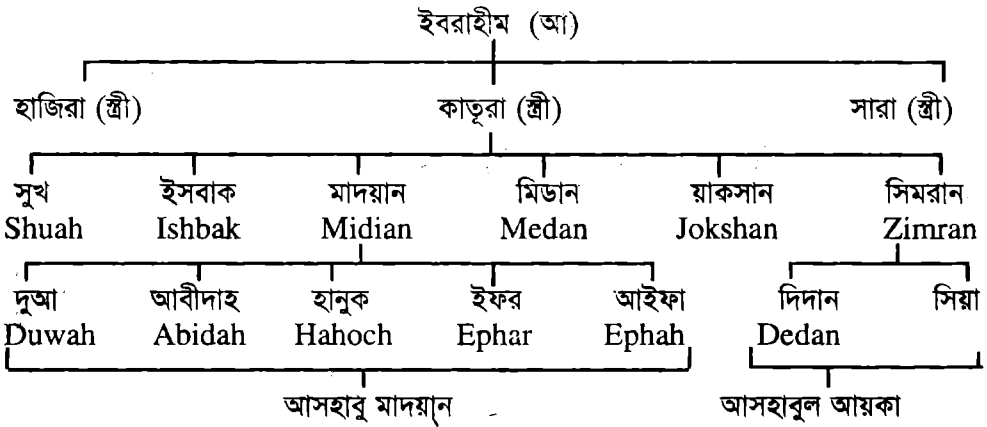 ইবরাহীম (আ)
হাজিরা (স্ত্রী) কাতূরা (স্ত্রী) সারা (স্ত্রী)
সুখ ইসবাক মাদয়ান মিডান য়াকসান সিমরান
Shuah Ishbak Midian Medan Jokshan Zimran
দুআ আবীদাহ হানুক ইফর আইফা দিদান সিয়া
Duwah Abidah Hahoch Ephar Ephah Dedan
আসহাবু মাদয়ান আসহাবুল আয়কা